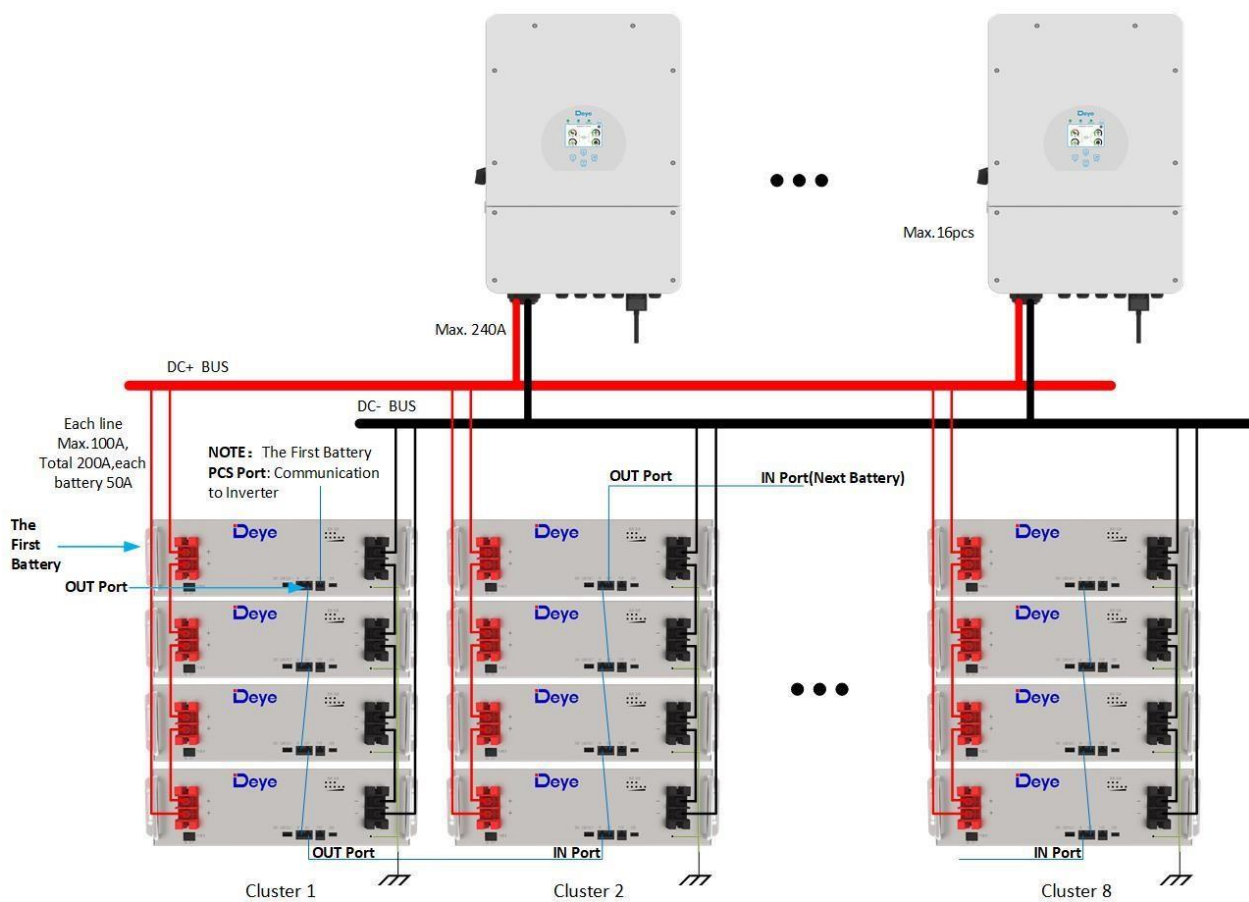 Deye
Deye
Max.16pcs
Max. 240A
DC+ BUS
DC- BUS
Each line
Max.100A,
Total 200A,each
battery 50A
NOTE： The First Battery
PCS Port: Communication
to Inverter
OUT Port
IN Port(Next Battery)
The
First
Battery
OUT Port
Deye
Deye
Deye
Deye
Deye
Deye
Deye
Deye
Deye
Deye
Deye
Deye
OUT Port
IN Port
IN Port
Cluster 1
Cluster 2
Cluster 8